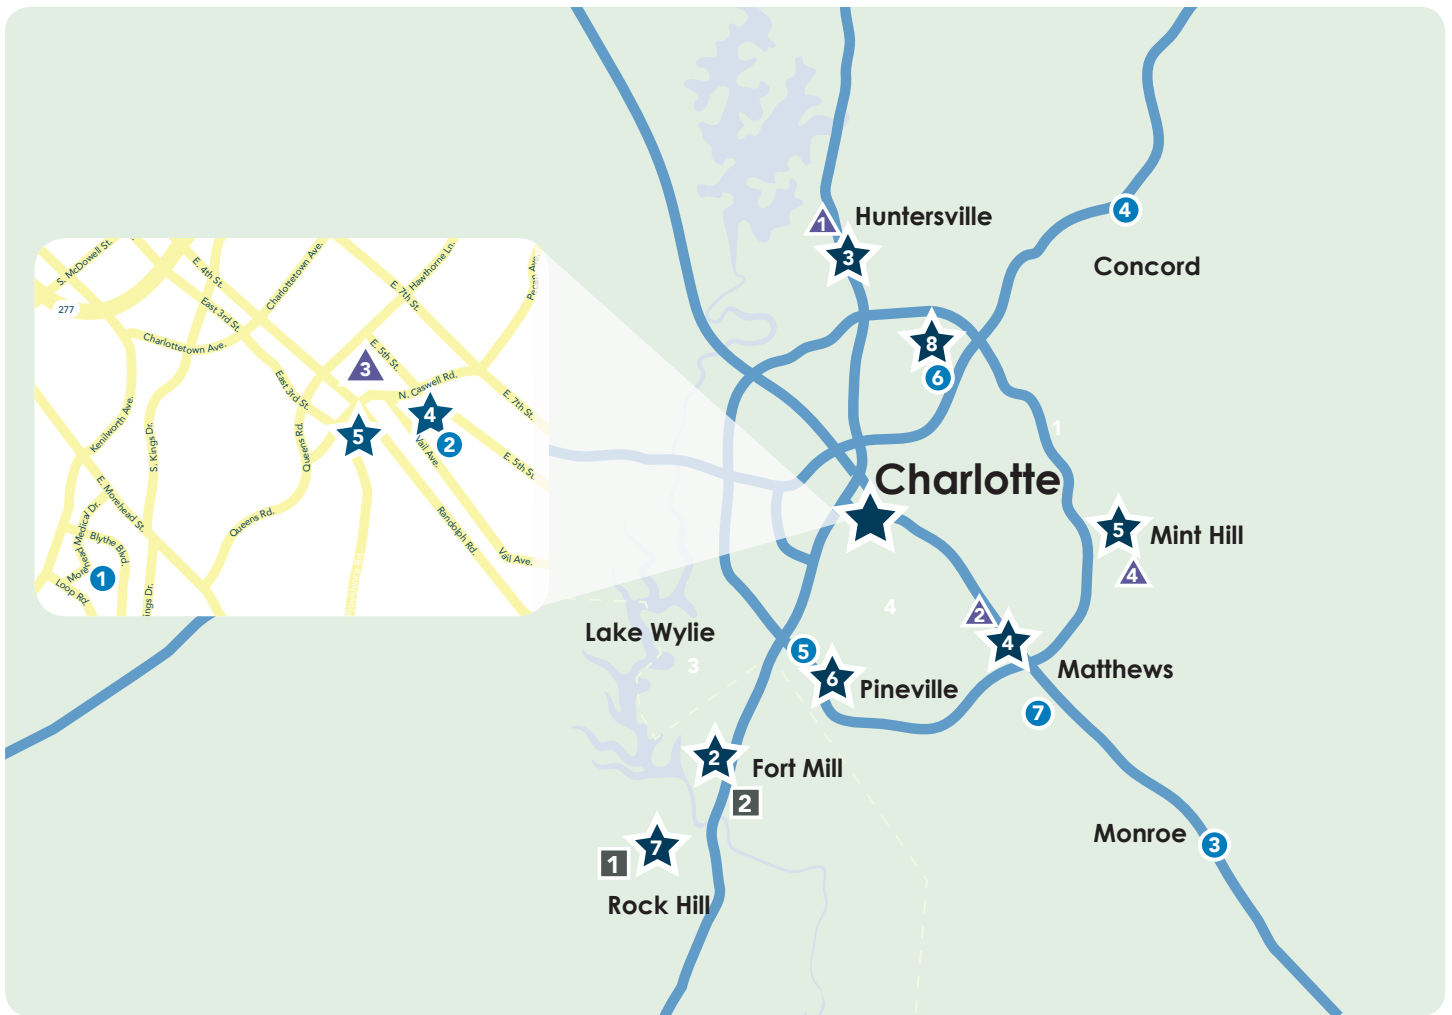 1
Huntersville
3
4
Concord
8
6
1
Charlotte
5
Mint Hill
4
4
2
4
Matthews
7
Lake Wylie
3
5
6
Pineville
2
Fort Mill
2
7
1
Rock Hill
Monroe
3
S. McDowell St.
277
E. 4th St.
East 3rd St.
Charlottetown Ave.
Hawthorne Ln.
E. 7th St.
Charlottetown Ave.
E. 5th St.
3
N. Caswell Rd.
East 3rd St.
E. 7th St.
4
5
2
Vail Ave.
Kenilworth Ave.
S. Kings Dr.
Queens Rd.
E. 5th St.
E. Morehead St.
Queens Rd.
Randolph Rd.
Vail Ave.
Morehead Medical Dr.
Blythe Blvd.
1
Loop Rd.
ings Dr.